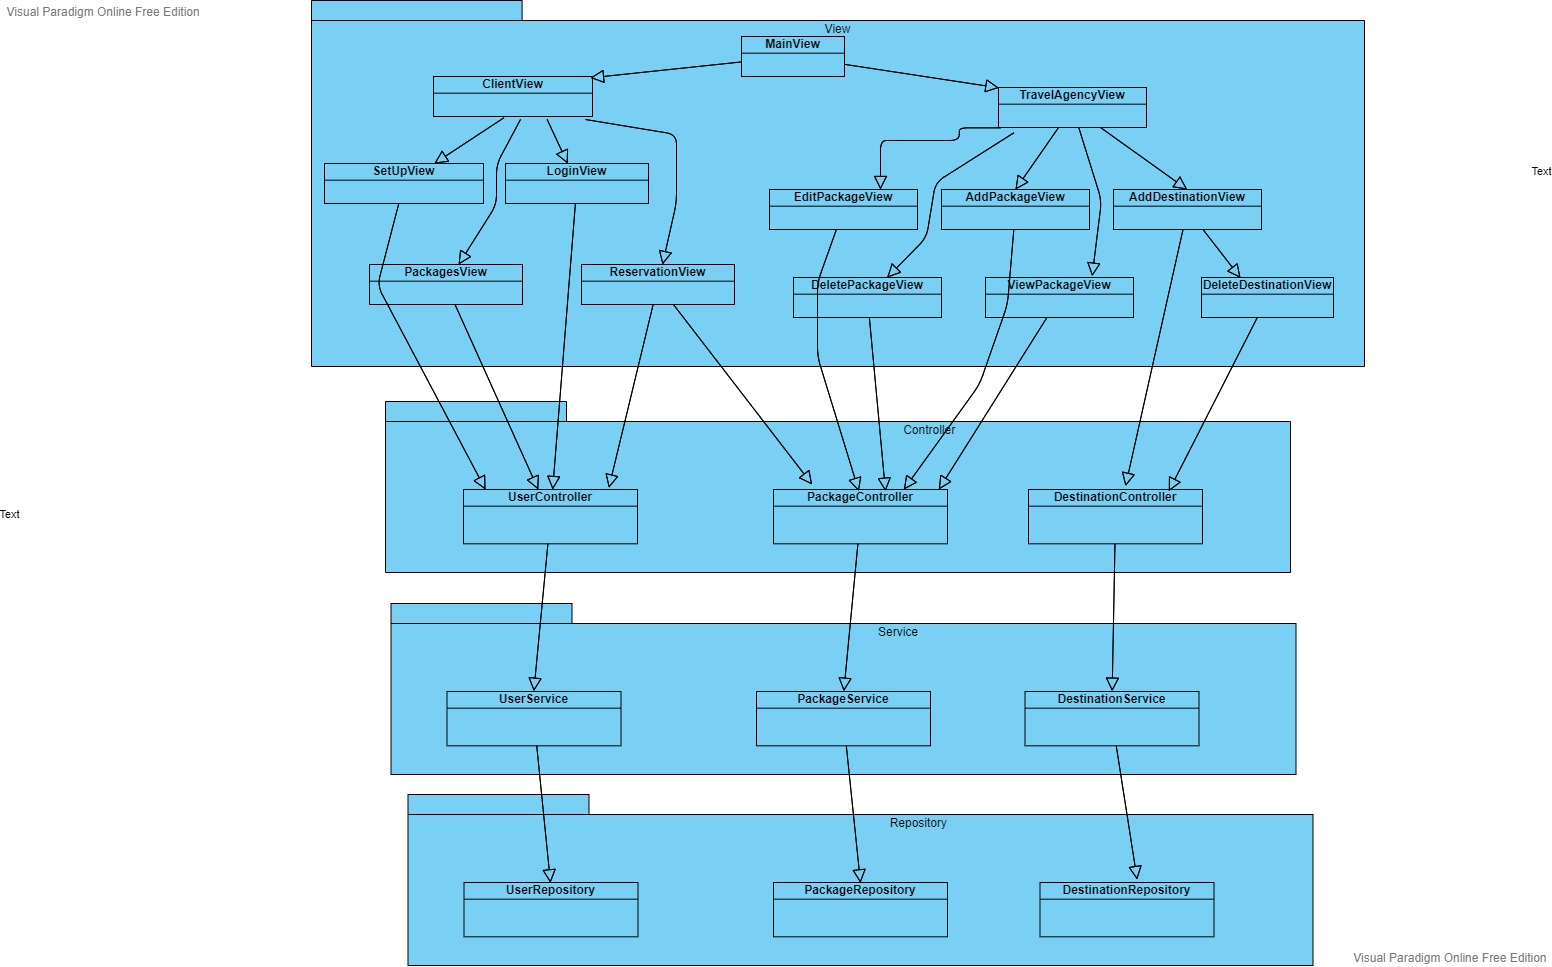 Visual Paradigm Online Free Edition
View
MainView
ClientView
TravelAgencyView
SetUpView
LoginView
Text
EditPackageView
AddPackageView
AddDestinationView
PackagesView
ReservationView
DeletePackageView
ViewPackageView
DeleteDestinationView
Controller
UserController
PackageController
DestinationController
Text
Service
UserService
PackageService
DestinationService
Repository
UserRepository
PackageRepository
DestinationRepository
Visual Paradigm Online Free Edition